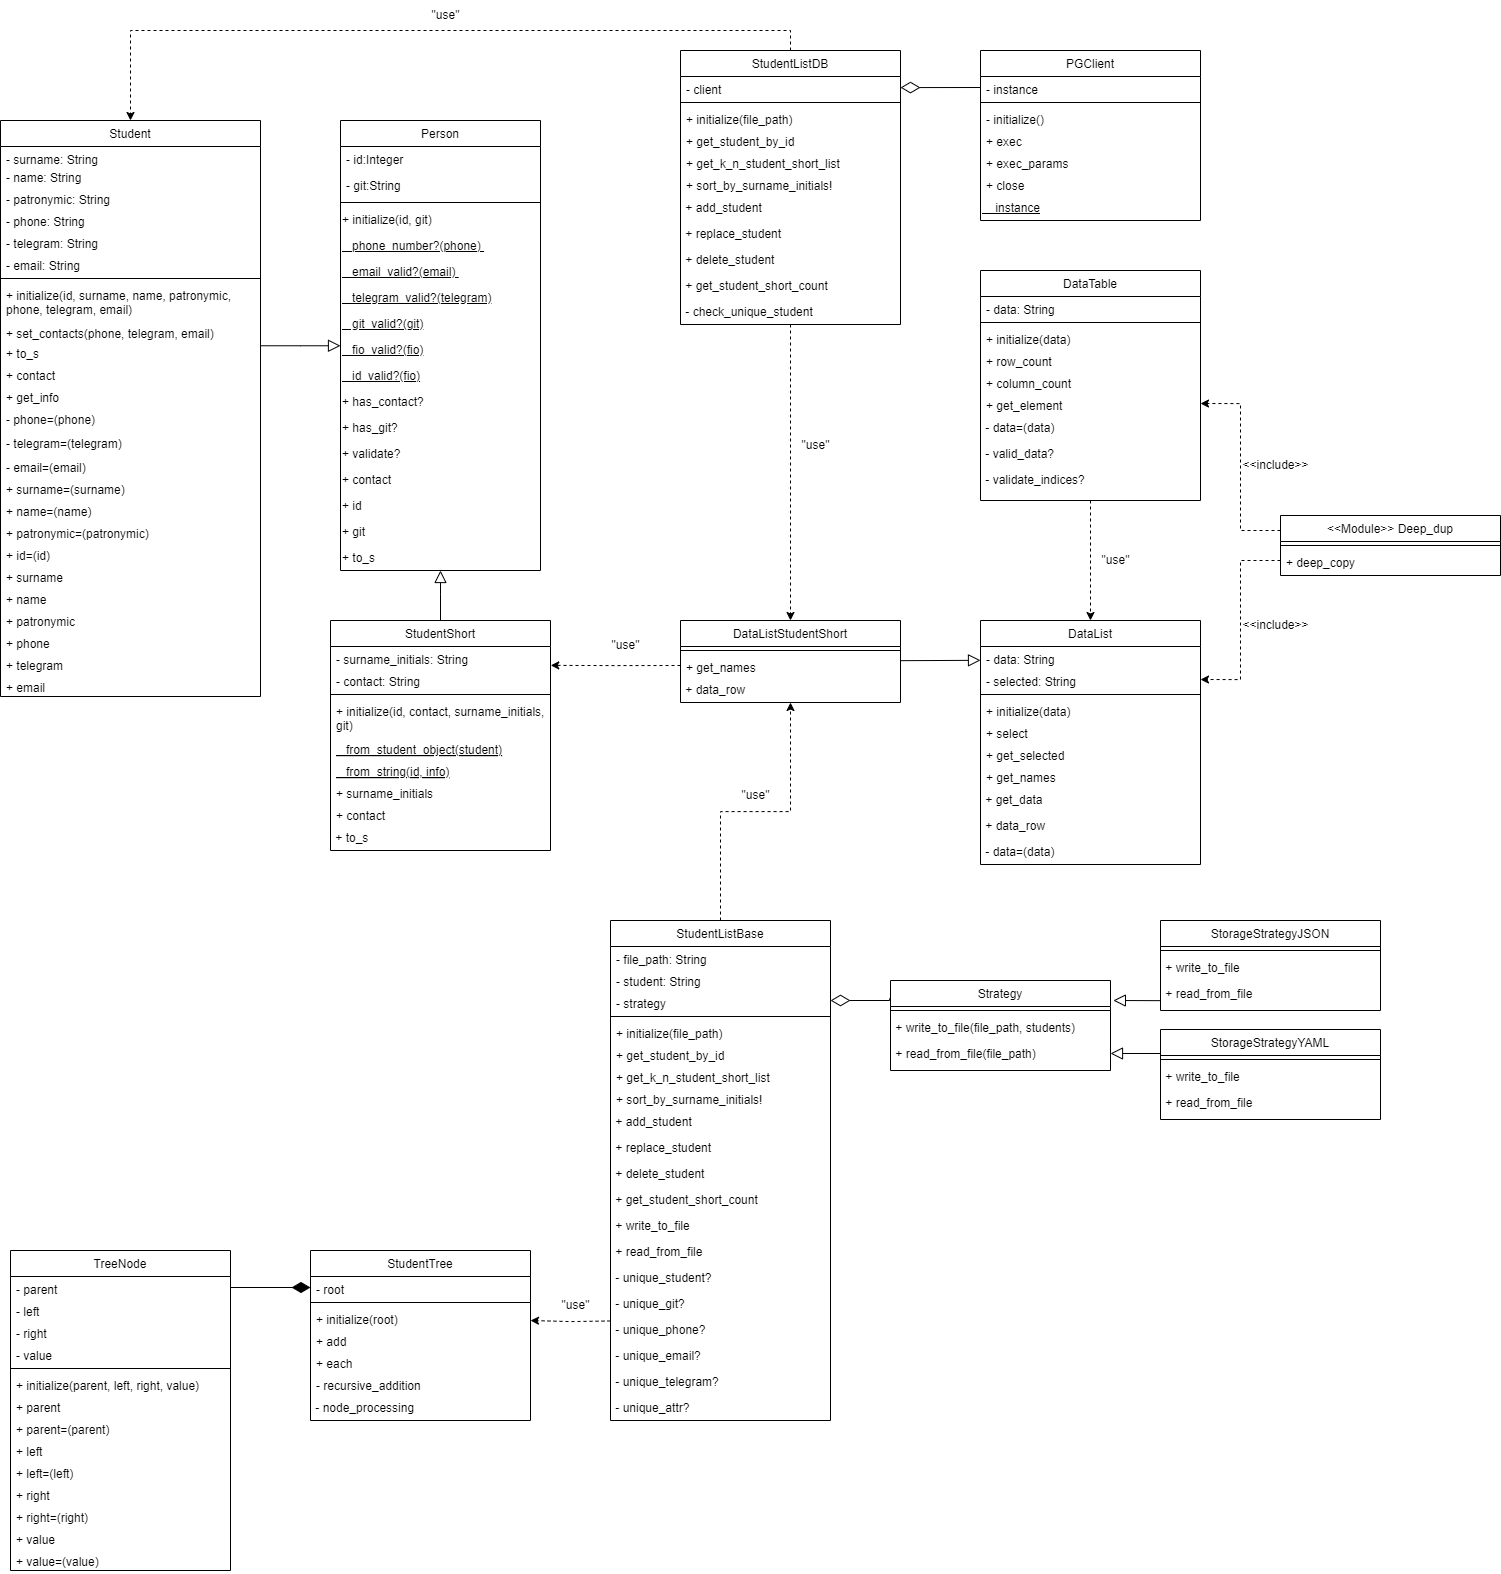 "use"
StudentListDB
- client
+ initialize(file_path)
+ get_student_by_id
+ get_k_n_student_short_list
+ sort_by_surname_initials!
+ add_student
+ replace_student
+ delete_student
+ get_student_short_count
- check_unique_student
PGClient
- instance
- initialize()
+ exec
+ exec_params
+ close
instance
Student
- surname: String
- name: String
- patronymic: String
- phone: String
- telegram: String
- email: String
+ initialize(id, surname, name, patronymic,
phone, telegram, email)
+ set_contacts(phone, telegram, email)
+ to_s
+ contact
+ get_info
- phone=(phone)
- telegram=(telegram)
- email=(email)
+ surname=(surname)
+ name=(name)
+ patronymic=(patronymic)
+ id=(id)
+ surname
+ name
+ patronymic
+ phone
+ telegram
+ email
Person
- id:Integer
- git:String
+ initialize(id, git)
phone_number?(phone)
email_valid?(email)
telegram_valid?(telegram)
git_valid?(git)
fio_valid?(fio)
id_valid?(fio)
+ has_contact?
+ has_git?
+ validate?
+ contact
+ id
+ git
+ to_s
DataTable
- data: String
+ initialize(data)
+ row_count
+ column_count
+ get_element
- data=(data)
- valid_data?
- validate_indices?
"use"
<<include>>
<<Module>> Deep_dup
+ deep_copy
"use"
<<include>>
StudentShort
- surname_initials: String
- contact: String
+ initialize(id, contact, surname_initials,
git)
from_student_object(student)
from_string(id, info)
+ surname_initials
+ contact
+ to_s
"use"
DataListStudentShort
+ get_names
+ data_row
DataList
- data: String
- selected: String
+ initialize(data)
+ select
+ get_selected
+ get_names
+ get_data
+ data_row
- data=(data)
"use"
StudentListBase
- file_path: String
- student: String
- strategy
+ initialize(file_path)
+ get_student_by_id
+ get_k_n_student_short_list
+ sort_by_surname_initials!
+ add_student
+ replace_student
+ delete_student
+ get_student_short_count
+ write_to_file
+ read_from_file
- unique_student?
- unique_git?
- unique_phone?
- unique_email?
- unique_telegram?
- unique_attr?
Strategy
+ write_to_file(file_path, students)
+ read_from_file(file_path)
StorageStrategyJSON
+ write_to_file
+ read_from_file
StorageStrategyYAML
+ write_to_file
+ read_from_file
TreeNode
- parent
- left
- right
- value
+ initialize(parent, left, right, value)
+ parent
+ parent=(parent)
+ left
+ left=(left)
+ right
+ right=(right)
+ value
+ value=(value)
StudentTree
- root
+ initialize(root)
+ add
+ each
- recursive_addition
- node_processing
"use"